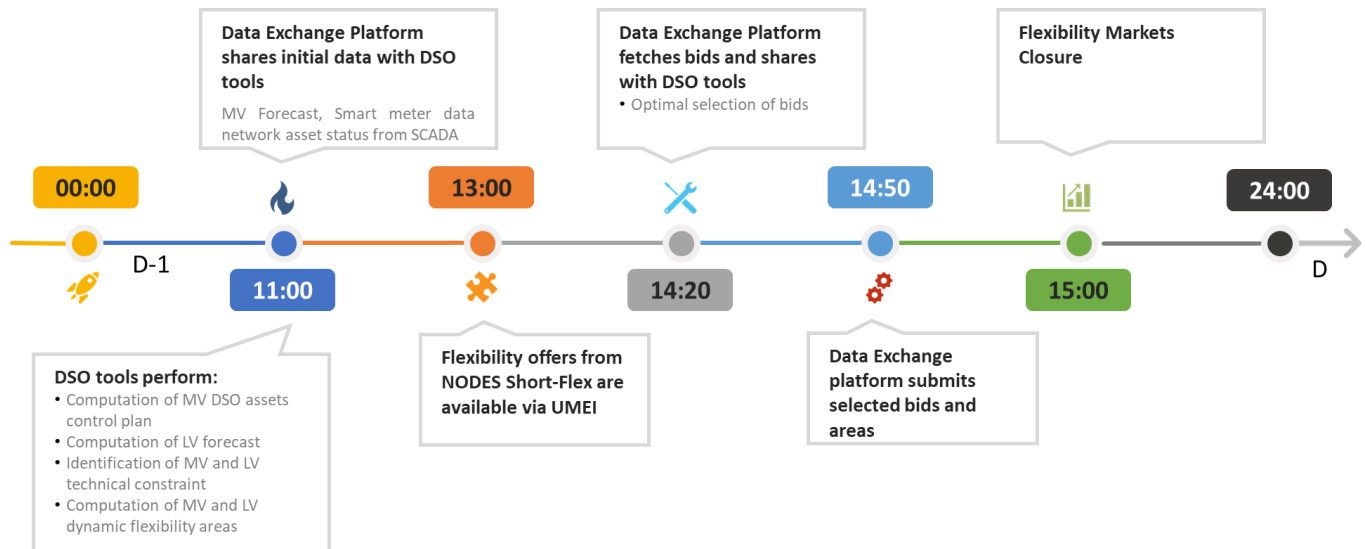 Data Exchange Platform
shares initial data with DSO
tools
MV Forecast, Smart meter data
network asset status from SCADA
Data Exchange Platform
fetches bids and shares
with DSO tools
• Optimal selection of bids
Flexibility Markets
Closure
00:00
13:00
14:50
24:00
D-1
D
11:00
14:20
15:00
DSO tools perform:
• Computation of MV DSO assets
control plan
• Computation of LV forecast
• Identification of MV and LV
technical constraint
• Computation of MV and LV
dynamic flexibility areas
Flexibility offers from
NODES Short-Flex are
available via UMEI
Data Exchange
platform submits
selected bids and
areas